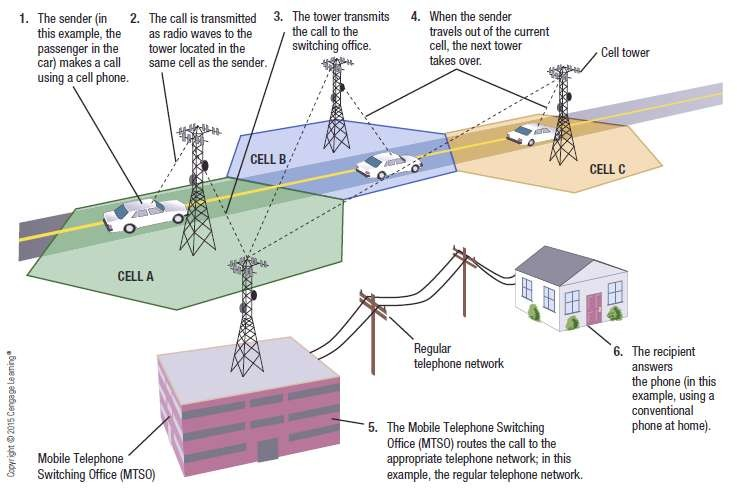 1. The sender (in
this example, the
passenger in the
car) makes a call
using a cell phone.
2. The call is transmitted
as radio waves to the
tower located in the
same cell as the sender.
3. The tower transmits
the call to the
switching office.
4. When the sender
travels out of the current
cell, the next tower
takes over.
Cell tower
CELL B
CELL C
CELL A
Regular
telephone network
6. The recipient
answers
the phone (in this
example, using a
conventional
phone at home).
5. The Mobile Telephone Switching
Office (MTSO) routes the call to the
appropriate telephone network; in this
example, the regular telephone network.
Mobile Telephone
Switching Office (MTSO)
Copyright © 2015 Cengage Learning®